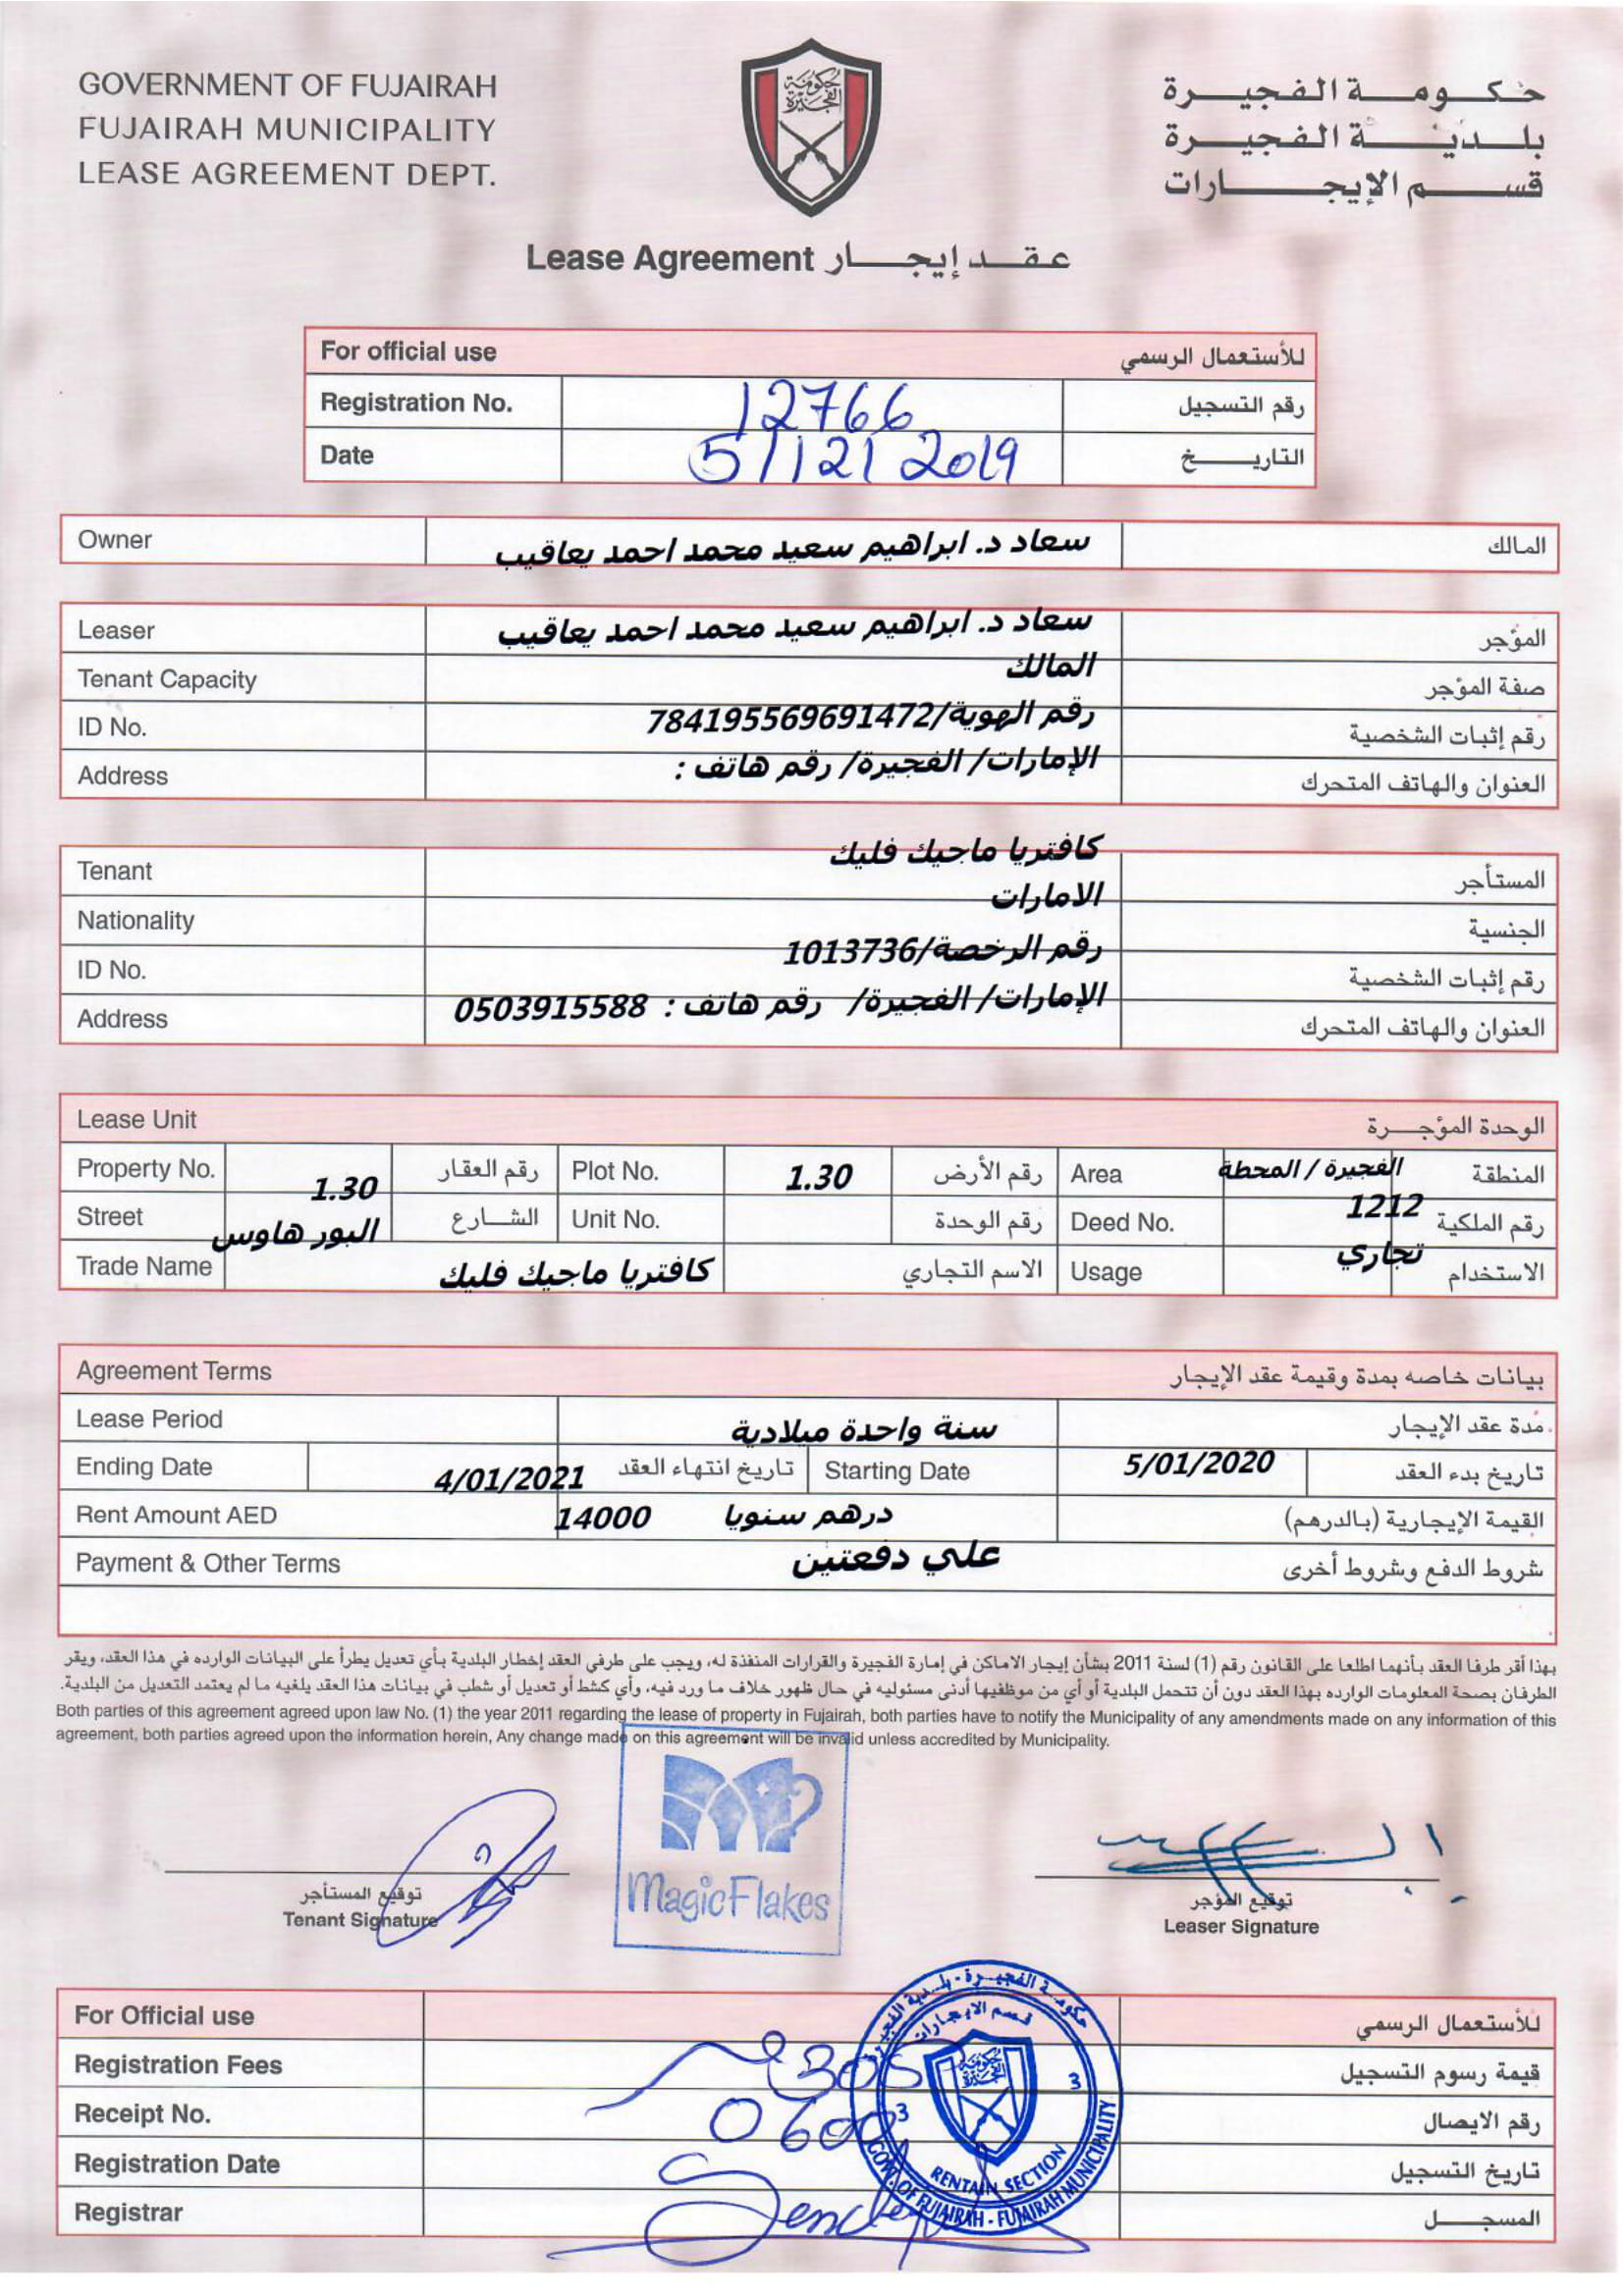 GOVERNMENT OF FUJAIRAH
FUJAIRAH MUNICIPALITY
LEASE AGREEMENT DEPT.
حكومة الفجيرة
حكومة الفجيرة
بلدية الفجيرة
قسم الإيجارات
Lease Agreement عقد إيجار
For official use للأستعمال الرسمي
Registration No. 12766 رقم التسجيل
Date 5/12/2019 التاريخ
Owner سعاد د. ابراهيم سعيد محمد احمد يعاقيب المالك
Leaser سعاد د. ابراهيم سعيد محمد احمد يعاقيب المؤجر
Tenant Capacity المالك صفة المؤجر
ID No. رقم الهوية/784195569691472 رقم إثبات الشخصية
Address الإمارات/ الفجيرة/ رقم هاتف : العنوان والهاتف المتحرك
Tenant كافتريا ماجيك فليك المستأجر
Nationality الامارات الجنسية
ID No. رقم الرخصة/1013736 رقم إثبات الشخصية
Address الإمارات/ الفجيرة/ رقم هاتف : 0503915588 العنوان والهاتف المتحرك
Lease Unit الوحدة المؤجرة
Property No. 1.30 رقم العقار Plot No. 1.30 رقم الأرض Area الفجيرة / المحطة المنطقة
Street البور هاوس الشارع Unit No. رقم الوحدة Deed No. 1212 رقم الملكية
Trade Name كافتريا ماجيك فليك الاسم التجاري Usage تجاري الاستخدام
Agreement Terms بيانات خاصه بمدة وقيمة عقد الإيجار
Lease Period سنة واحدة ميلادية مدة عقد الإيجار
Ending Date 4/01/2021 تاريخ انتهاء العقد Starting Date 5/01/2020 تاريخ بدء العقد
Rent Amount AED 14000 درهم سنويا القيمة الإيجارية (بالدرهم)
Payment & Other Terms علي دفعتين شروط الدفع وشروط أخرى
بهذا أقر طرفا العقد بأنهما اطلعا على القانون رقم (1) لسنة 2011 بشأن إيجار الاماكن في إمارة الفجيرة والقرارات المنفذة له، ويجب على طرفي العقد إخطار البلدية بأي تعديل يطرأ على البيانات الوارده في هذا العقد، ويقر
الطرفان بصحة المعلومات الوارده بهذا العقد دون أن تتحمل البلدية أو أي من موظفيها أدنى مسئوليه في حال ظهور خلاف ما ورد فيه، وأي كشط أو تعديل أو شطب في بيانات هذا العقد يلغيه ما لم يعتمد التعديل من البلدية.
Both parties of this agreement agreed upon law No. (1) the year 2011 regarding the lease of property in Fujairah, both parties have to notify the Municipality of any amendments made on any information of this
agreement, both parties agreed upon the information herein, Any change made on this agreement will be invalid unless accredited by Municipality.
MagicFlakes
توقيع المستأجر
Tenant Signature
توقيع المؤجر
Leaser Signature
حكومة الفجيرة - بلدية الفجيرة
قسم الايجارات
حكومة الفجيرة
3 3
RENTAIN SECTION
GOVT. OF FUJAIRAH - FUJAIRAH MUNICIPALITY
For Official use للأستعمال الرسمي
Registration Fees قيمة رسوم التسجيل
Receipt No. رقم الايصال
Registration Date تاريخ التسجيل
Registrar المسجل